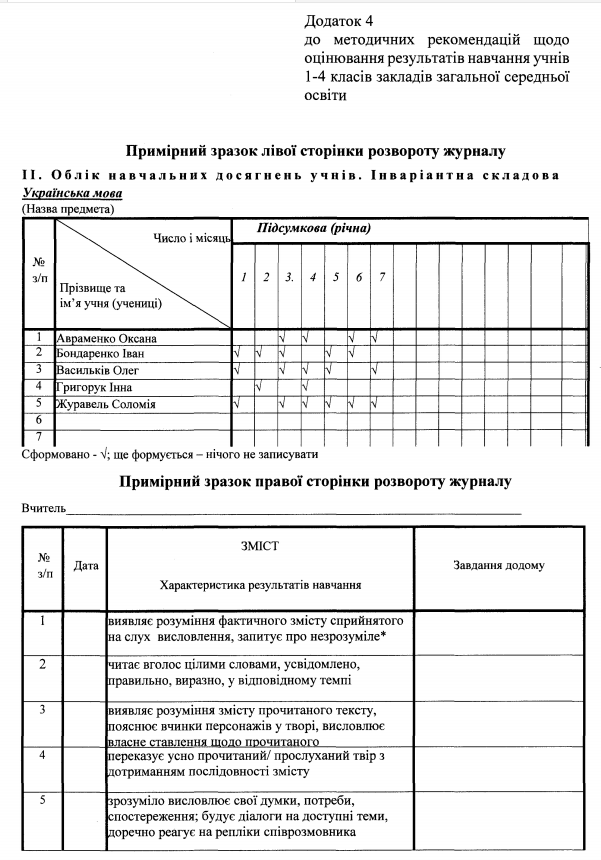 Додаток 4
до методичних рекомендацій щодо
оцінювання результатів навчання учнів
1-4 класів закладів загальної середньої
освіти
Примірний зразок лівої сторінки розвороту журналу
ІІ. Облік навчальних досягнень учнів. Інваріантна складова
Українська мова
(Назва предмета)
№ з/п
Число і місяць
Прізвище та
ім’я учня (учениці)
Підсумкова (річна)
1 2 3. 4 5 6 7
1 Авраменко Оксана √ √ √ √
2 Бондаренко Іван √ √ √ √ √
3 Васильків Олег √ √ √ √ √
4 Григорук Інна √ √
5 Журавель Соломія √ √ √ √ √ √
6
7
Сформовано - √; ще формується – нічого не записувати
Примірний зразок правої сторінки розвороту журналу
Вчитель
№ з/п
Дата
ЗМІСТ
Характеристика результатів навчання
Завдання додому
1 виявляє розуміння фактичного змісту сприйнятого
на слух висловлення, запитує про незрозуміле*
2 читає вголос цілими словами, усвідомлено,
правильно, виразно, у відповідному темпі
3 виявляє розуміння змісту прочитаного тексту,
пояснює вчинки персонажів у творі, висловлює
власне ставлення щодо прочитаного
4 переказує усно прочитаний/ прослуханий твір з
дотриманням послідовності змісту
5 зрозуміло висловлює свої думки, потреби,
спостереження; будує діалоги на доступні теми,
доречно реагує на репліки співрозмовника